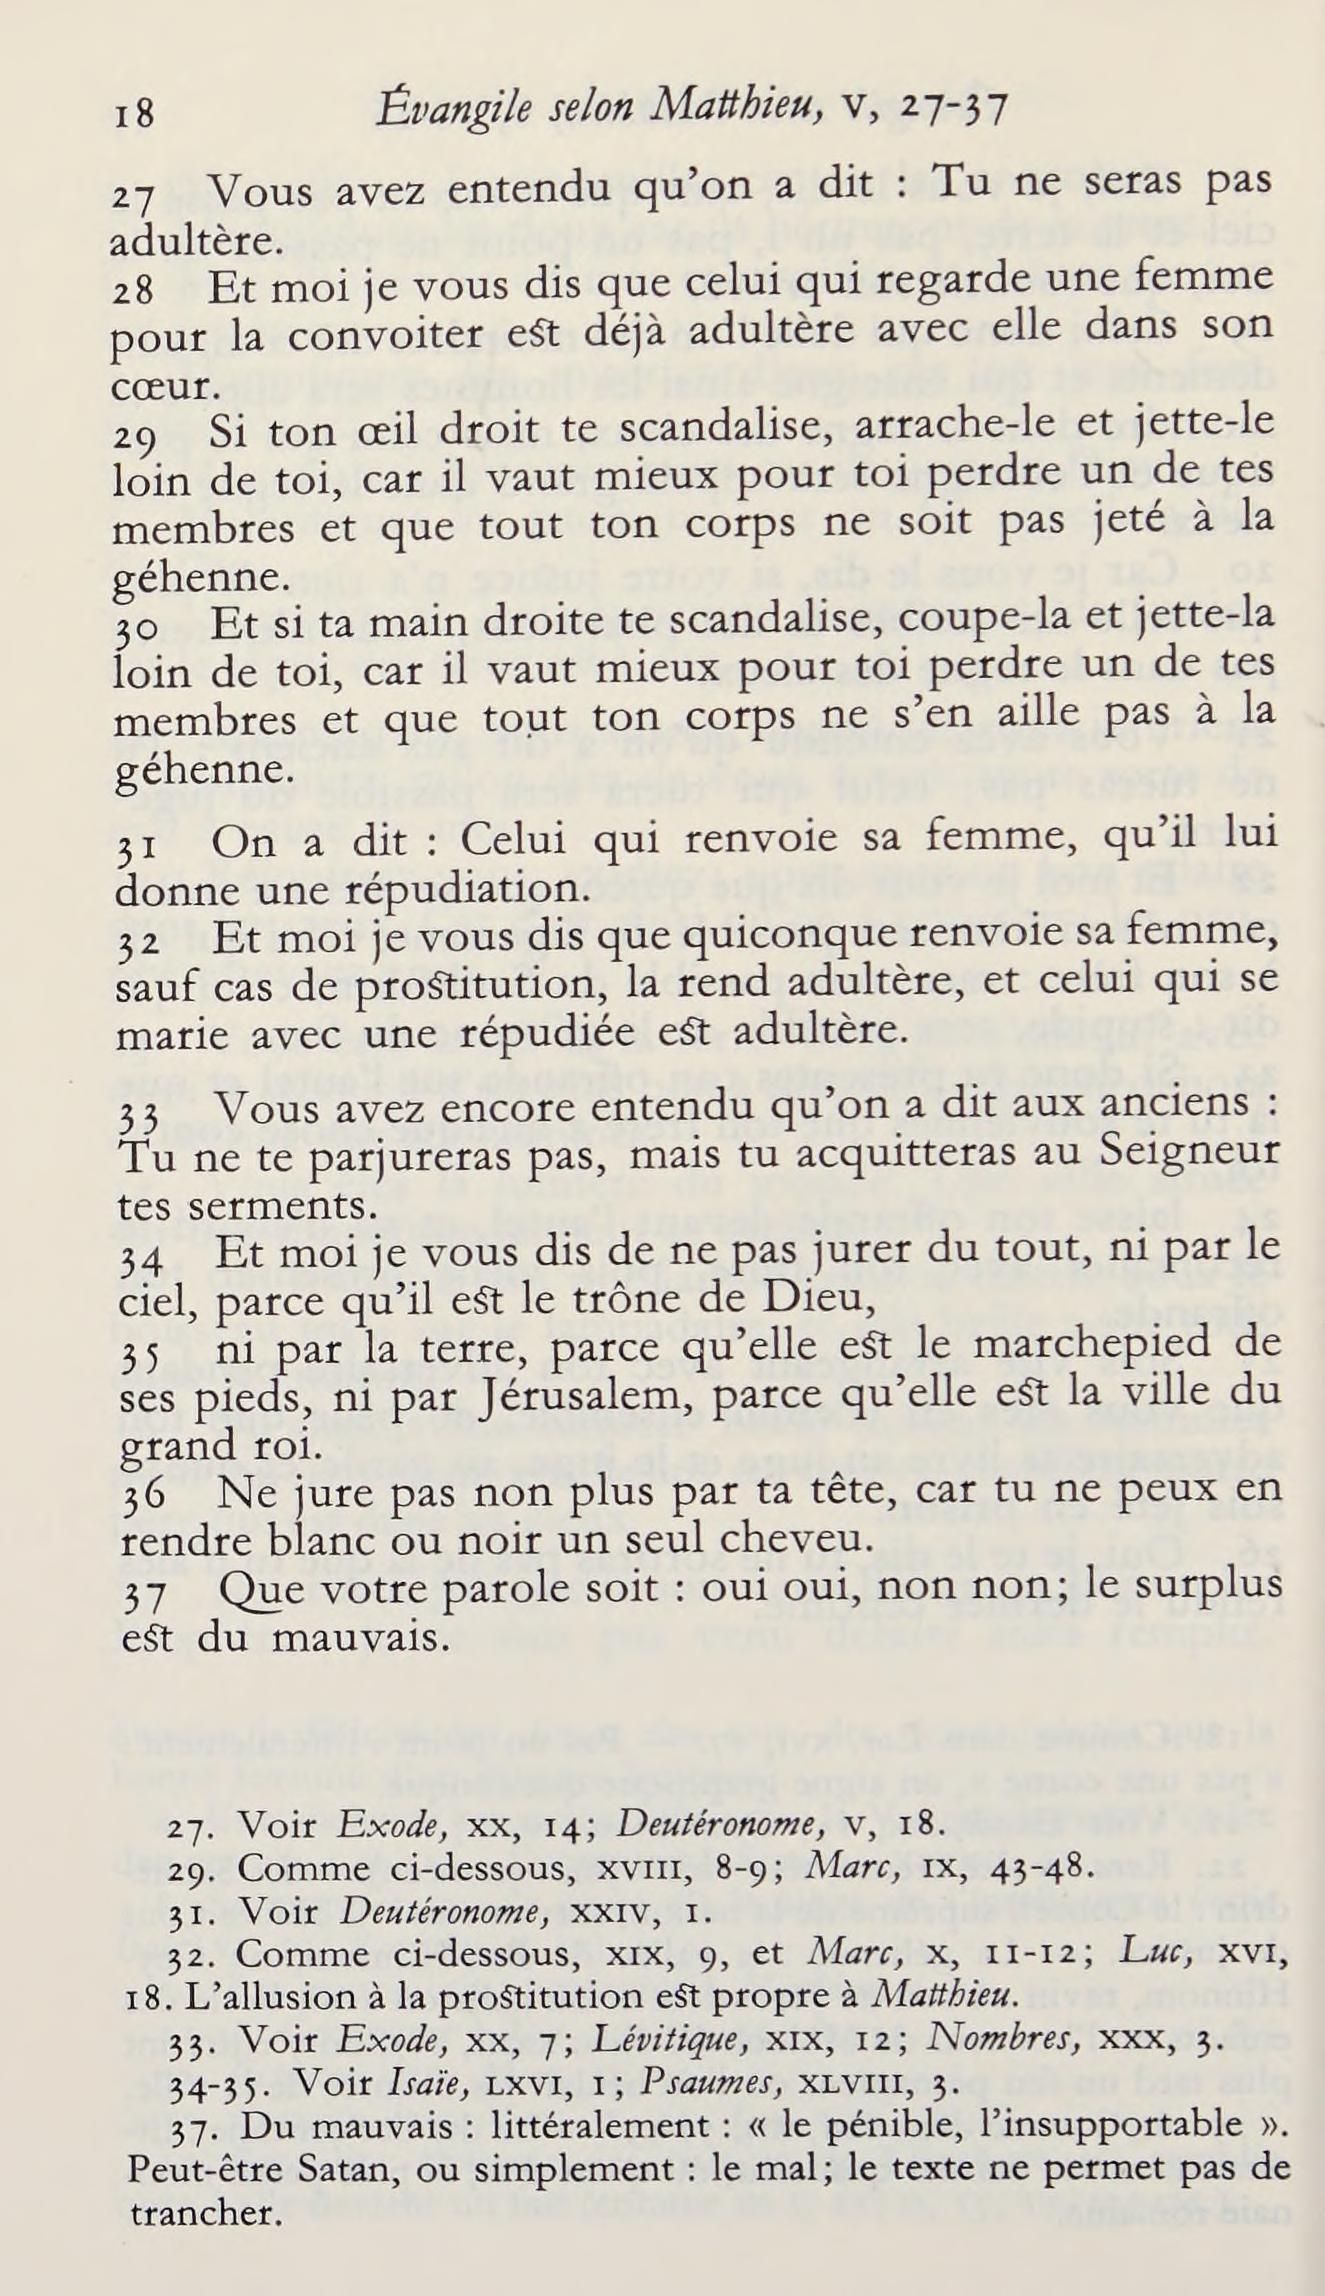 18 Évangile selon Matthieu, V, 27-37
27 Vous avez entendu qu’on a dit : Tu ne seras pas
adultère.
28 Et moi je vous dis que celui qui regarde une femme
pour la convoiter est déjà adultère avec elle dans son
cœur.
29 Si ton œil droit te scandalise, arrache-le et jette-le
loin de toi, car il vaut mieux pour toi perdre un de tes
membres et que tout ton corps ne soit pas jeté à la
géhenne.
30 Et si ta main droite te scandalise, coupe-la et jette-la
loin de toi, car il vaut mieux pour toi perdre un de tes
membres et que tout ton corps ne s’en aille pas à la
géhenne.
31 On a dit : Celui qui renvoie sa femme, qu’il lui
donne une répudiation.
32 Et moi je vous dis que quiconque renvoie sa femme,
sauf cas de prostitution, la rend adultère, et celui qui se
marie avec une répudiée est adultère.
33 Vous avez encore entendu qu’on a dit aux anciens :
Tu ne te parjureras pas, mais tu acquitteras au Seigneur
tes serments.
34 Et moi je vous dis de ne pas jurer du tout, ni par le
ciel, parce qu’il est le trône de Dieu,
35 ni par la terre, parce qu’elle est le marchepied de
ses pieds, ni par Jérusalem, parce qu’elle est la ville du
grand roi.
36 Ne jure pas non plus par ta tête, car tu ne peux en
rendre blanc ou noir un seul cheveu.
37 Que votre parole soit : oui oui, non non; le surplus
est du mauvais.
27. Voir Exode, XX, 14; Deutéronome, V, 18.
29. Comme ci-dessous, XVIII, 8-9; Marc, IX, 43-48.
31. Voir Deutéronome, XXIV, 1.
32. Comme ci-dessous, XIX, 9, et Marc, X, 11-12; Luc, XVI,
18. L’allusion à la prostitution est propre à Matthieu.
33. Voir Exode, XX, 7; Lévitique, XIX, 12; Nombres, XXX, 3.
34-35. Voir Isaïe, LXVI, 1; Psaumes, XLVIII, 3.
37. Du mauvais : littéralement : « le pénible, l’insupportable ».
Peut-être Satan, ou simplement : le mal; le texte ne permet pas de
trancher.